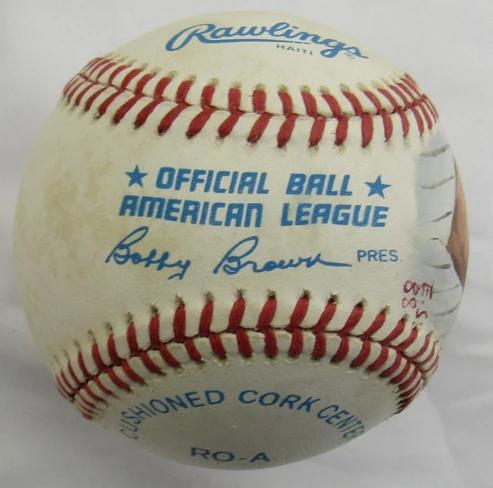 Rawlings ®
HAITI
★ OFFICIAL BALL ★
AMERICAN LEAGUE
Bobby Brown PRES.
CUSHIONED CORK CENTER
RO-A